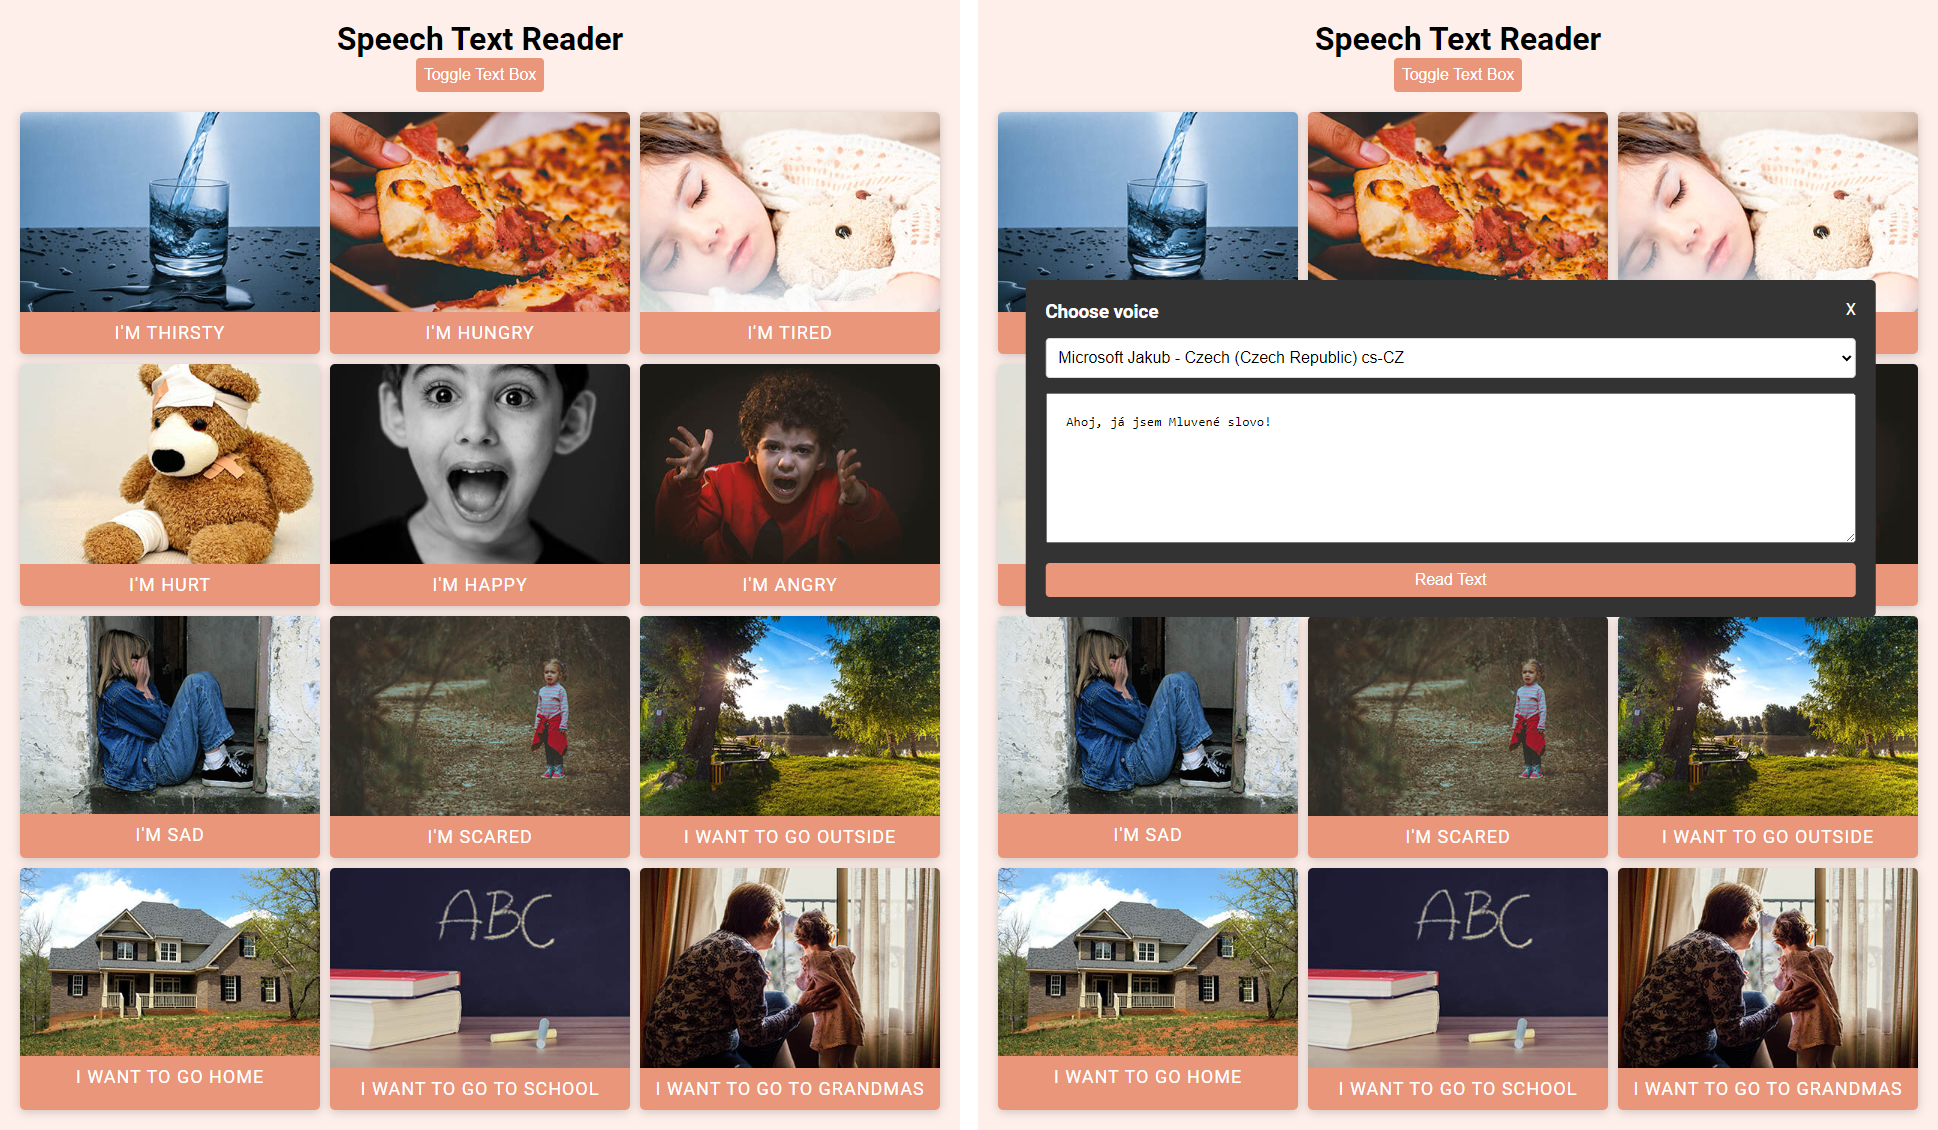 Speech Text Reader
Toggle Text Box
I'M THIRSTY
I'M HUNGRY
I'M TIRED
I'M HURT
I'M HAPPY
I'M ANGRY
I'M SAD
I'M SCARED
I WANT TO GO OUTSIDE
ABC
I WANT TO GO HOME
I WANT TO GO TO SCHOOL
I WANT TO GO TO GRANDMAS
Speech Text Reader
Toggle Text Box
Choose voice
X
Microsoft Jakub - Czech (Czech Republic) cs-CZ
Ahoj, já jsem Mluvené slovo!
Read Text
I'M SAD
I'M SCARED
I WANT TO GO OUTSIDE
ABC
I WANT TO GO HOME
I WANT TO GO TO SCHOOL
I WANT TO GO TO GRANDMAS